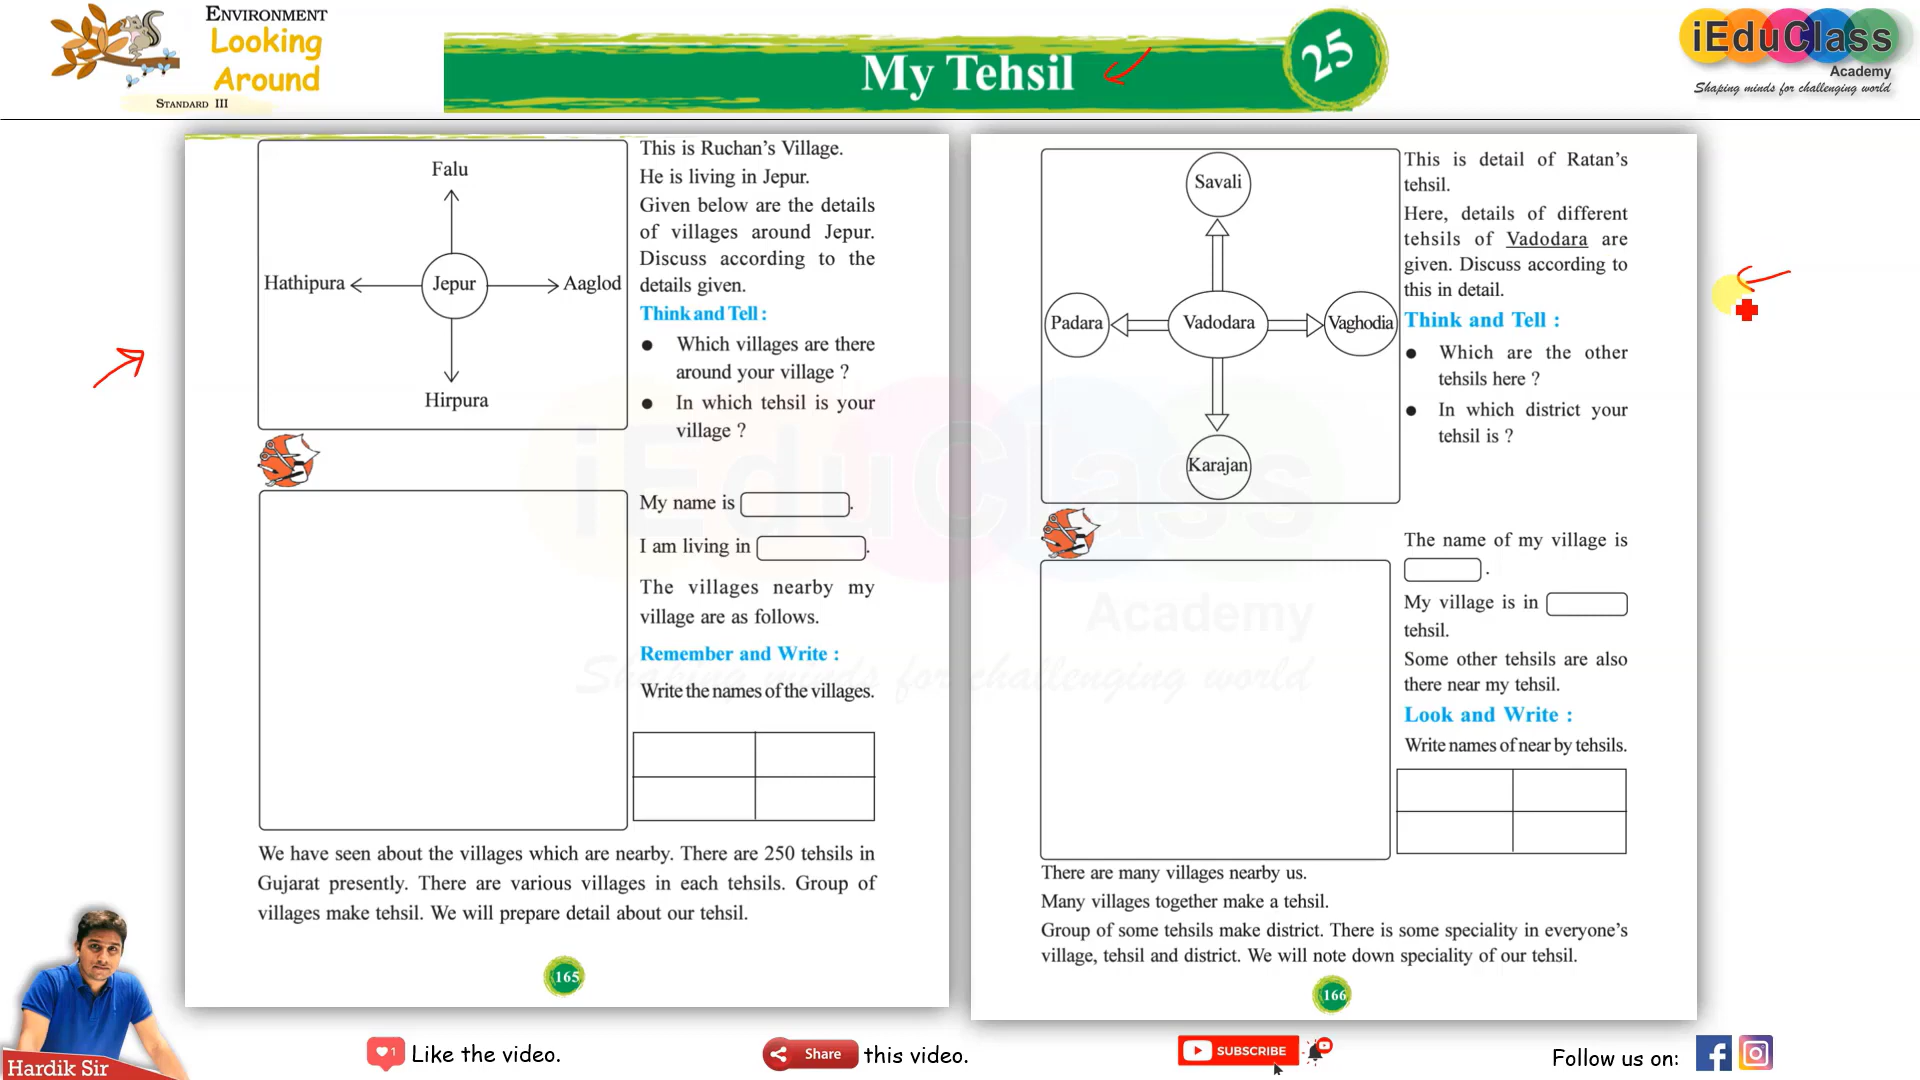 ENVIRONMENT
Looking
Around
STANDARD III
My Tehsil
25
iEduClass
Academy
Shaping minds for challenging world
Falu
Hathipura
Jepur
Aaglod
Hirpura
This is Ruchan’s Village.
He is living in Jepur.
Given below are the details
of villages around Jepur.
Discuss according to the
details given.
Think and Tell :
● Which villages are there
around your village ?
● In which tehsil is your
village ?
My name is .
I am living in .
The villages nearby my
village are as follows.
Remember and Write :
Write the names of the villages.
We have seen about the villages which are nearby. There are 250 tehsils in
Gujarat presently. There are various villages in each tehsils. Group of
villages make tehsil. We will prepare detail about our tehsil.
165
Savali
Padara
Vadodara
Vaghodia
Karajan
This is detail of Ratan’s
tehsil.
Here, details of different
tehsils of Vadodara are
given. Discuss according to
this in detail.
Think and Tell :
● Which are the other
tehsils here ?
● In which district your
tehsil is ?
The name of my village is
.
My village is in
tehsil.
Some other tehsils are also
there near my tehsil.
Look and Write :
Write names of near by tehsils.
There are many villages nearby us.
Many villages together make a tehsil.
Group of some tehsils make district. There is some speciality in everyone’s
village, tehsil and district. We will note down speciality of our tehsil.
166
iEduClass
Academy
Shaping minds for challenging world
Hardik Sir
1
Like the video.
Share
this video.
SUBSCRIBE
Follow us on: